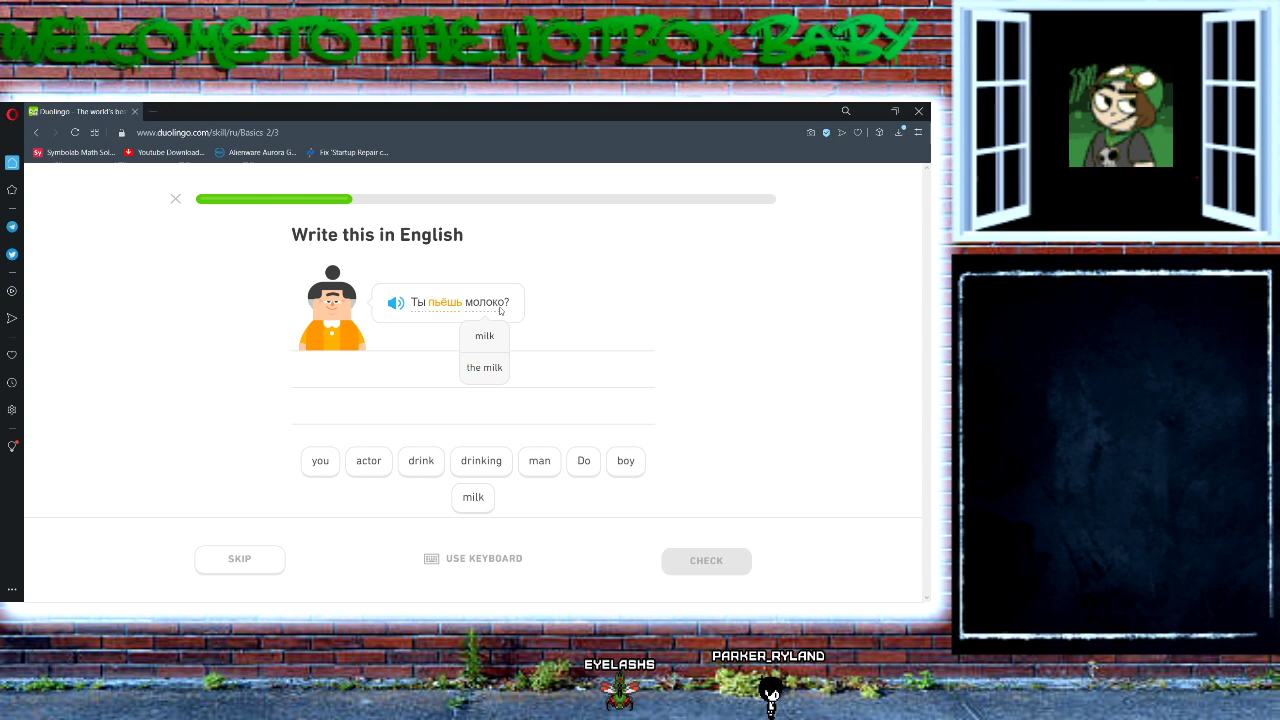 WELCOME TO THE HOTBOX BABY
Duolingo - The world's bes
www.duolingo.com/skill/ru/Basics 2/3
Sy Symbolab Math Sol...
Youtube Download...
Alienware Aurora G...
Fix 'Startup Repair c...
Write this in English
Ты пьёшь молоко?
milk
the milk
you
actor
drink
drinking
man
Do
boy
milk
SKIP
USE KEYBOARD
CHECK
EYELASHS
PARKER_RYLAND